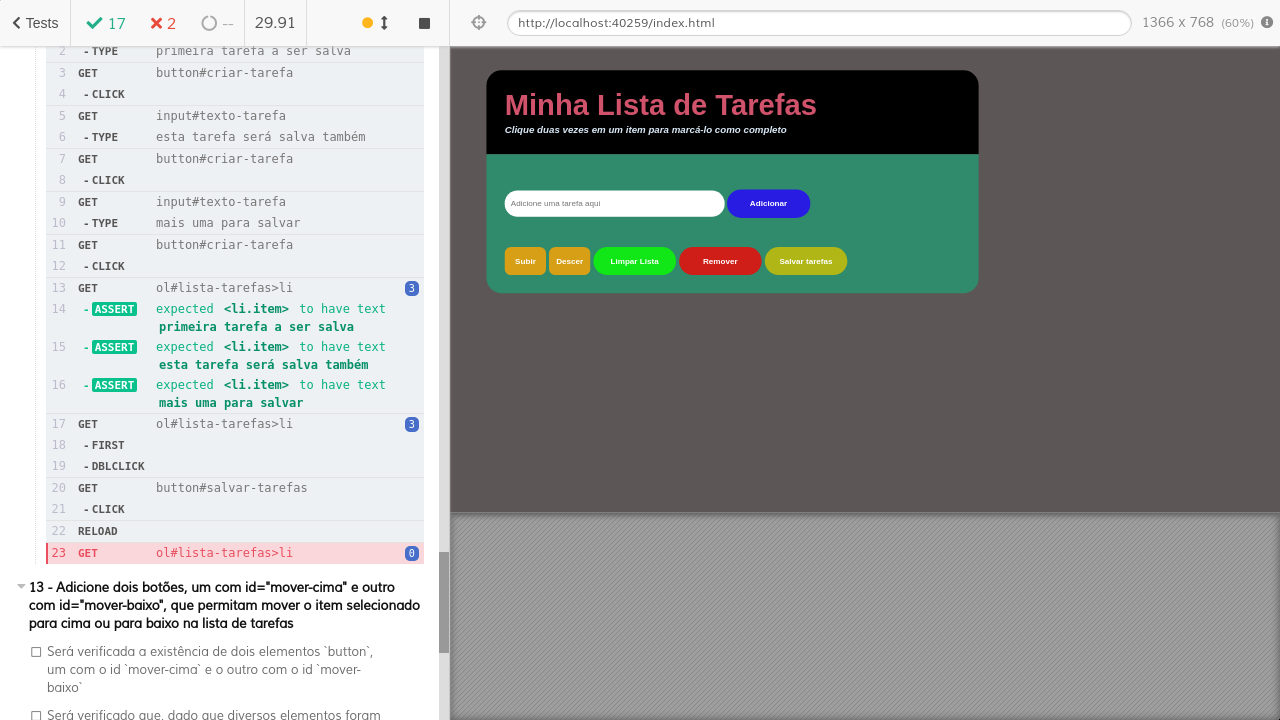 Tests 17 2 -- 29.91
http://localhost:40259/index.html 1366 x 768 (60%)
2 - TYPE primeira tarefa a ser salva
3 GET button#criar-tarefa
4 - CLICK
5 GET input#texto-tarefa
6 - TYPE esta tarefa será salva também
7 GET button#criar-tarefa
8 - CLICK
9 GET input#texto-tarefa
10 - TYPE mais uma para salvar
11 GET button#criar-tarefa
12 - CLICK
13 GET ol#lista-tarefas>li 3
14 - ASSERT expected <li.item> to have text
primeira tarefa a ser salva
15 - ASSERT expected <li.item> to have text
esta tarefa será salva também
16 - ASSERT expected <li.item> to have text
mais uma para salvar
17 GET ol#lista-tarefas>li 3
18 - FIRST
19 - DBLCLICK
20 GET button#salvar-tarefas
21 - CLICK
22 RELOAD
23 GET ol#lista-tarefas>li 0
13 - Adicione dois botões, um com id="mover-cima" e outro
com id="mover-baixo", que permitam mover o item selecionado
para cima ou para baixo na lista de tarefas
Será verificada a existência de dois elementos `button`,
um com o id `mover-cima` e o outro com o id `mover-
baixo`
Será verificado que, dado que diversos elementos foram
Minha Lista de Tarefas
Clique duas vezes em um item para marcá-lo como completo
Adicione uma tarefa aqui Adicionar
Subir Descer Limpar Lista Remover Salvar tarefas